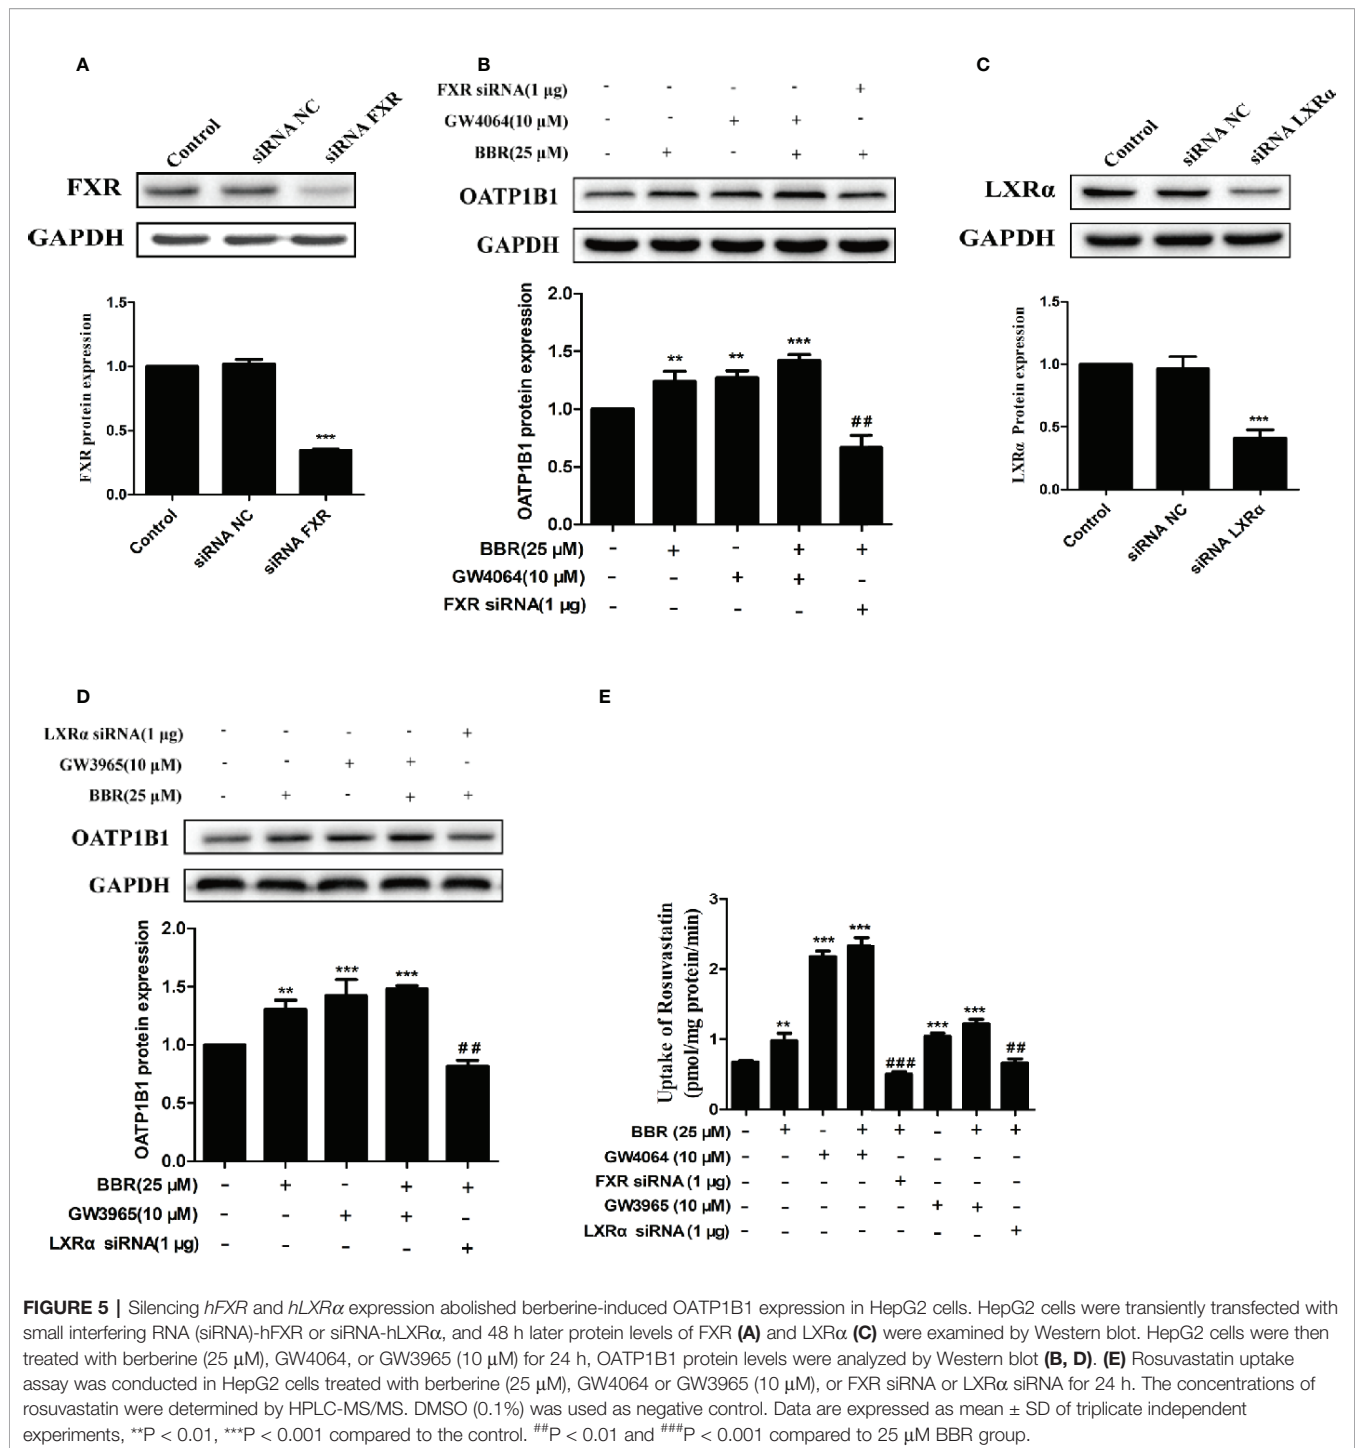 A
Control
siRNA NC
siRNA FXR
FXR
GAPDH
FXR protein expression
1.5
1.0
0.5
0.0
Control
siRNA NC
siRNA FXR
B
FXR siRNA(1 μg) - - - - +
GW4064(10 μM) - - + + -
BBR(25 μM) - + - + +
OATP1B1
GAPDH
OATP1B1 protein expression
2.0
1.5
1.0
0.5
0.0
** ** *** ##
BBR(25 μM) - + - + +
GW4064(10 μM) - - + + -
FXR siRNA(1 μg) - - - - +
C
Control
siRNA NC
siRNA LXRα
LXRα
GAPDH
LXRα Protein expression
1.5
1.0
0.5
0.0
***
Control
siRNA NC
siRNA LXRα
***
D
LXRα siRNA(1 μg) - - - - +
GW3965(10 μM) - - + + -
BBR(25 μM) - + - + +
OATP1B1
GAPDH
OATP1B1 protein expression
2.0
1.5
1.0
0.5
0.0
** *** *** ##
BBR(25 μM) - + - + +
GW3965(10 μM) - - + + -
LXRα siRNA(1 μg) - - - - +
E
Uptake of Rosuvastatin
(pmol/mg protein/min)
3
2
1
0
** *** *** ### *** *** ##
BBR (25 μM) - + - + + - + +
GW4064 (10 μM) - - + + - - - -
FXR siRNA (1 μg) - - - - + - - -
GW3965 (10 μM) - - - - - + + -
LXRα siRNA (1 μg) - - - - - - - +
FIGURE 5 | Silencing hFXR and hLXRα expression abolished berberine-induced OATP1B1 expression in HepG2 cells. HepG2 cells were transiently transfected with
small interfering RNA (siRNA)-hFXR or siRNA-hLXRα, and 48 h later protein levels of FXR (A) and LXRα (C) were examined by Western blot. HepG2 cells were then
treated with berberine (25 μM), GW4064, or GW3965 (10 μM) for 24 h, OATP1B1 protein levels were analyzed by Western blot (B, D). (E) Rosuvastatin uptake
assay was conducted in HepG2 cells treated with berberine (25 μM), GW4064 or GW3965 (10 μM), or FXR siRNA or LXRα siRNA for 24 h. The concentrations of
rosuvastatin were determined by HPLC-MS/MS. DMSO (0.1%) was used as negative control. Data are expressed as mean ± SD of triplicate independent
experiments, **P < 0.01, ***P < 0.001 compared to the control. ##P < 0.01 and ###P < 0.001 compared to 25 μM BBR group.